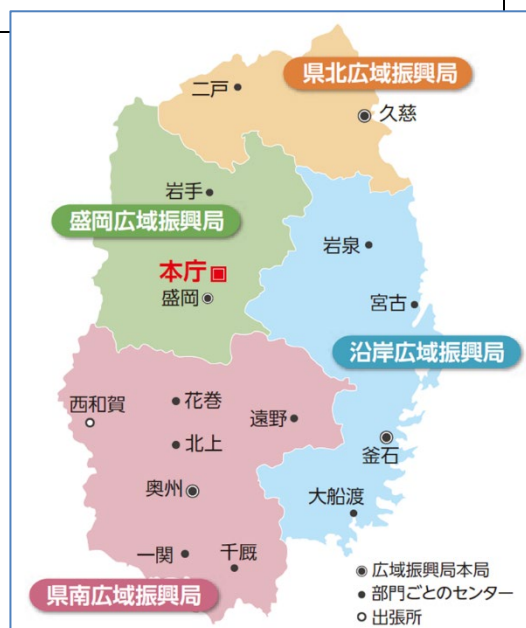 県北広域振興局
二戸
久慈
岩手
盛岡広域振興局
岩泉
本庁
盛岡
宮古
沿岸広域振興局
花巻
西和賀
遠野
北上
釜石
奥州
大船渡
一関
千厩
県南広域振興局
広域振興局本局
部門ごとのセンター
出張所